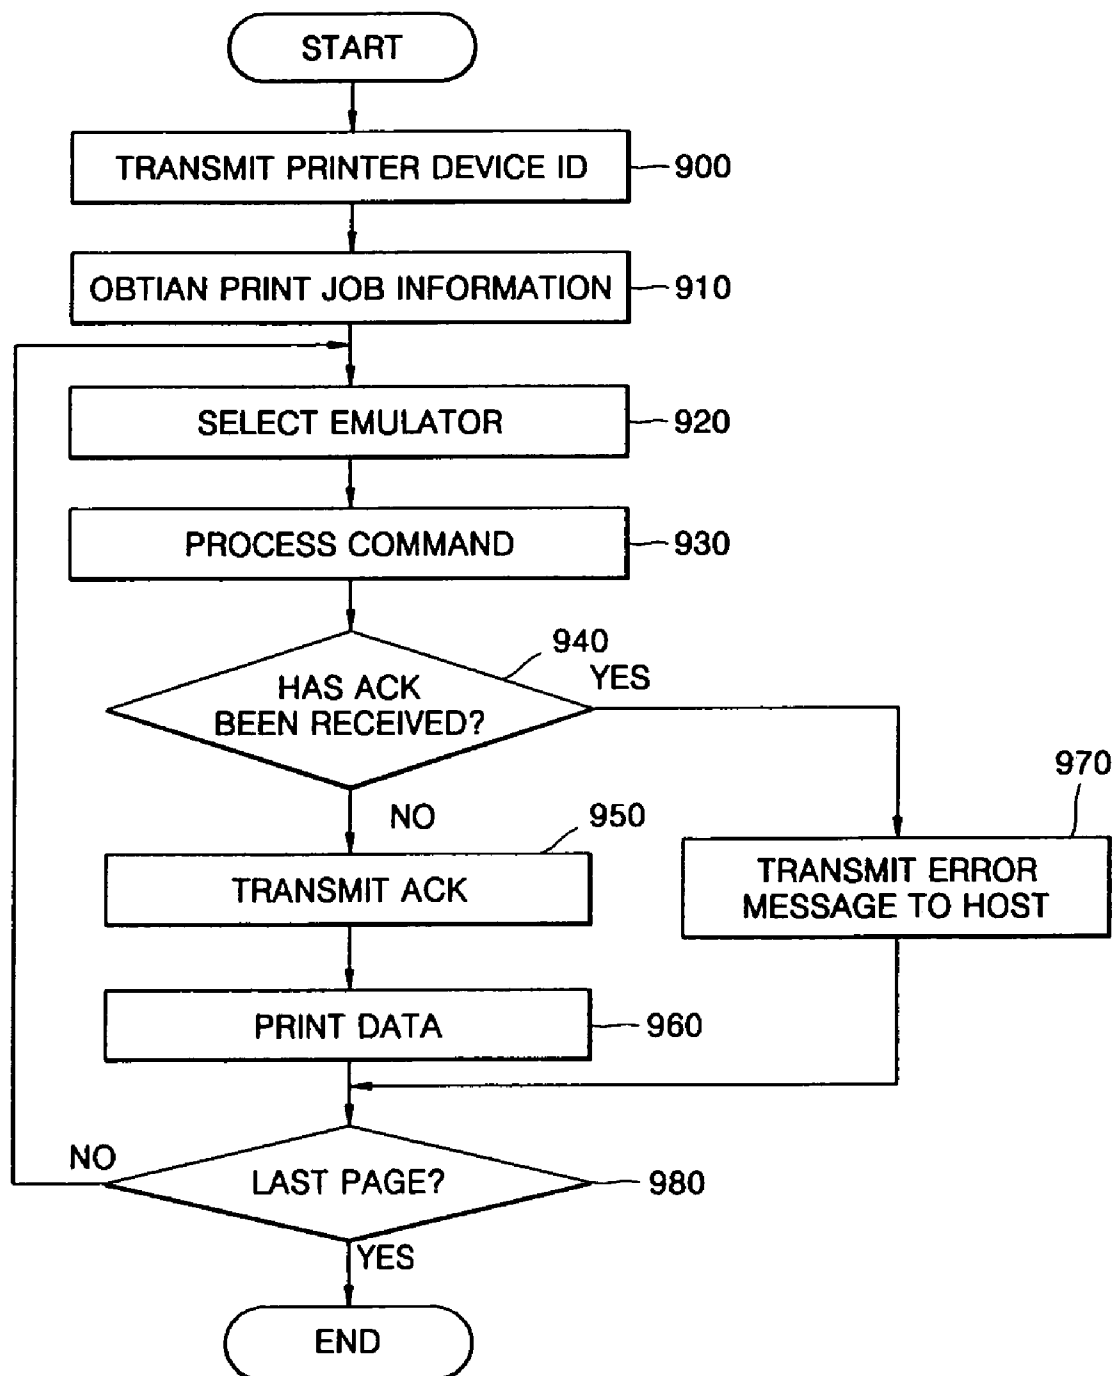 START
TRANSMIT PRINTER DEVICE ID
900
OBTIAN PRINT JOB INFORMATION
910
SELECT EMULATOR
920
PROCESS COMMAND
930
940
HAS ACK
BEEN RECEIVED?
YES
NO
950
TRANSMIT ACK
970
TRANSMIT ERROR
MESSAGE TO HOST
PRINT DATA
960
NO
LAST PAGE?
980
YES
END